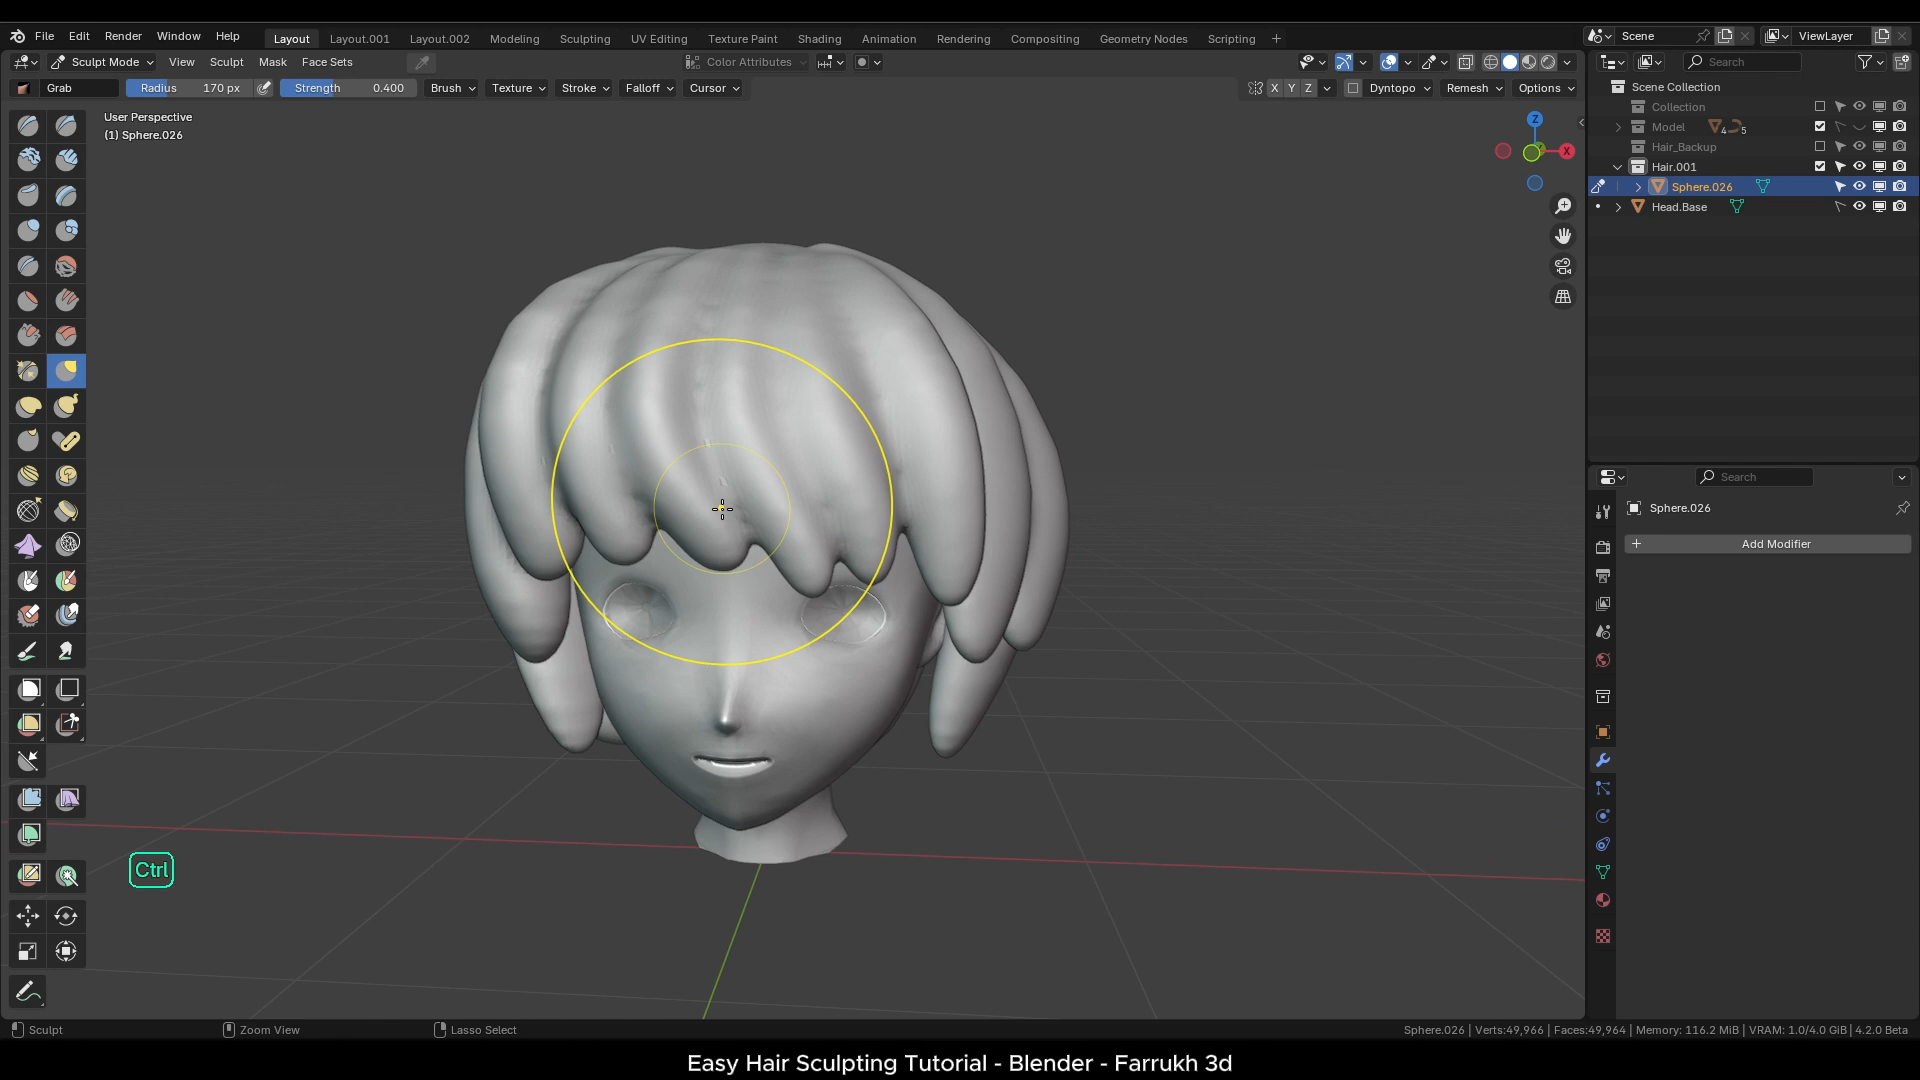 File Edit Render Window Help Layout Layout.001 Layout.002 Modeling Sculpting UV Editing Texture Paint Shading Animation Rendering Compositing Geometry Nodes Scripting + Scene ViewLayer
Sculpt Mode View Sculpt Mask Face Sets Color Attributes Search
Grab Radius 170 px Strength 0.400 Brush Texture Stroke Falloff Cursor X Y Z Dyntopo Remesh Options
Scene Collection
Collection
Model 4 5
Hair_Backup
Hair.001
Sphere.026
Head.Base
User Perspective
(1) Sphere.026
Z
X
Search
Sphere.026
+ Add Modifier
Ctrl
Sculpt Zoom View Lasso Select Sphere.026 | Verts:49,966 | Faces:49,964 | Memory: 116.2 MiB | VRAM: 1.0/4.0 GiB | 4.2.0 Beta
Easy Hair Sculpting Tutorial - Blender - Farrukh 3d